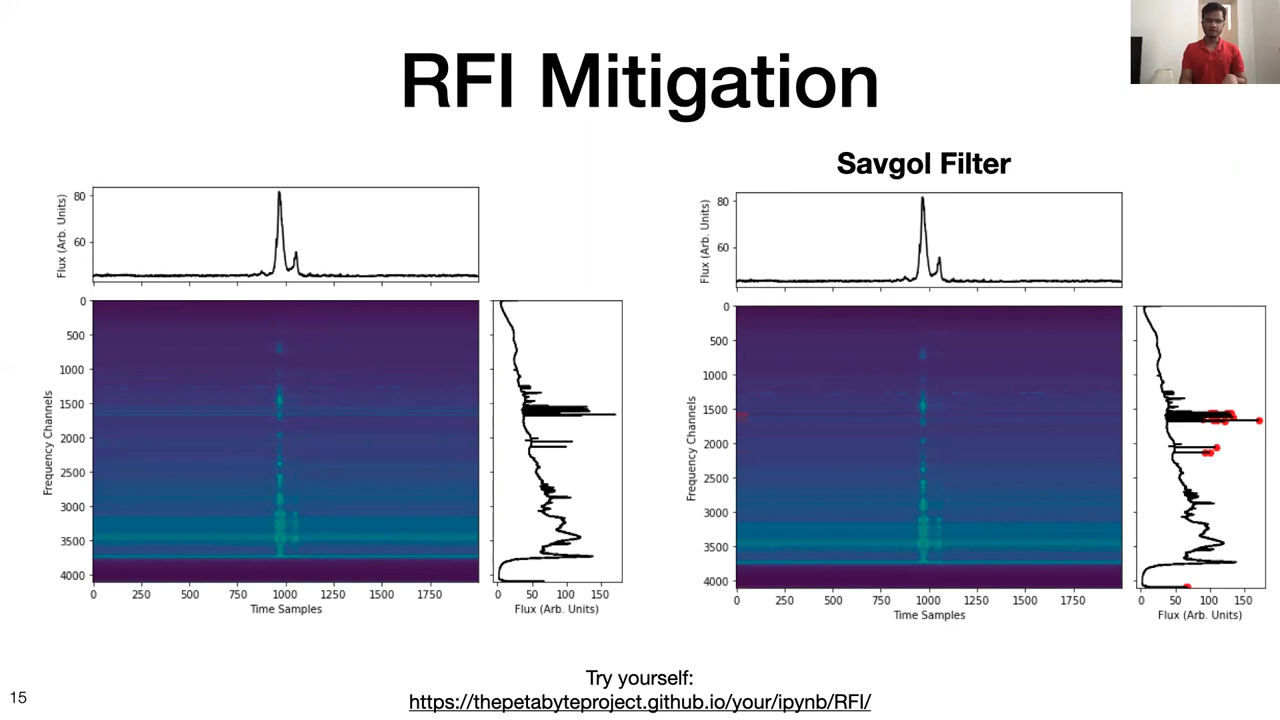 RFI Mitigation
Savgol Filter
80
60
Flux (Arb. Units)
0
500
1000
1500
2000
2500
3000
3500
4000
Frequency Channels
0 250 500 750 1000 1250 1500 1750
Time Samples
0 50 100 150
Flux (Arb. Units)
80
60
Flux (Arb. Units)
0
500
1000
1500
2000
2500
3000
3500
4000
Frequency Channels
0 250 500 750 1000 1250 1500 1750
Time Samples
0 50 100 150
Flux (Arb. Units)
Try yourself:
https://thepetabyteproject.github.io/your/ipynb/RFI/
15